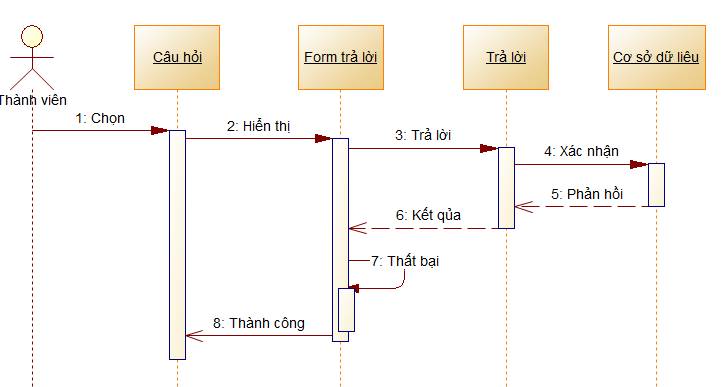 Câu hỏi
Form trả lời
Trả lời
Cơ sở dữ liêu
Thành viên
1: Chọn
2: Hiển thị
3: Trả lời
4: Xác nhận
5: Phản hồi
6: Kết qủa
7: Thất bại
8: Thành công